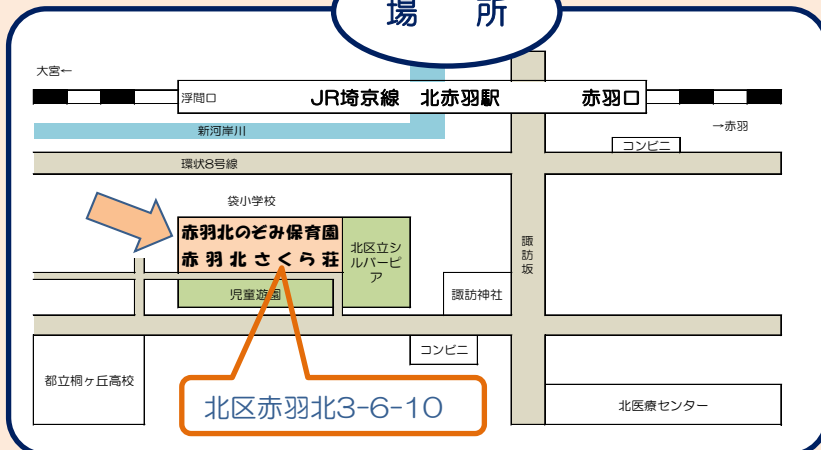 場 所
大宮←
浮間口
JR埼京線 北赤羽駅
赤羽口
→赤羽
新河岸川
コンビニ
環状8号線
袋小学校
赤羽北のぞみ保育園
赤羽北さくら荘
北区立シ
ルバーピ
ア
諏訪坂
児童遊園
諏訪神社
コンビニ
都立桐ヶ丘高校
北区赤羽北3-6-10
北医療センター